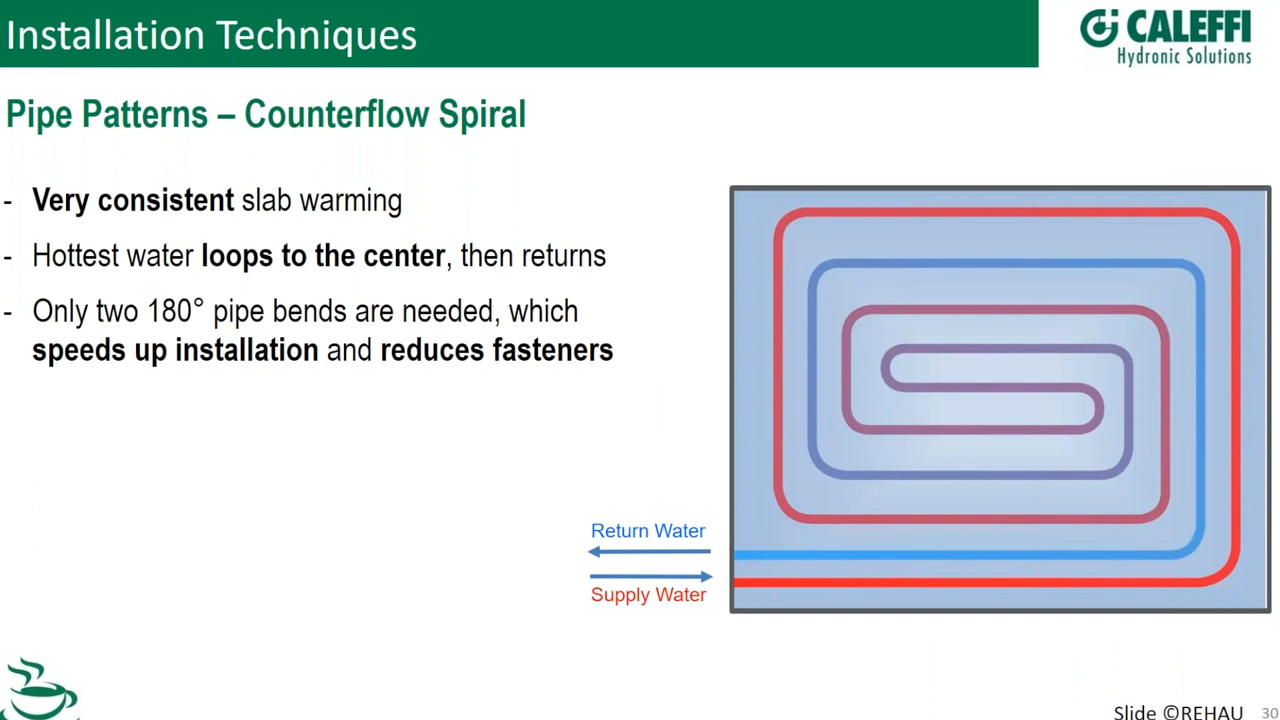 Installation Techniques
CALEFFI
Hydronic Solutions
Pipe Patterns – Counterflow Spiral
- Very consistent slab warming
- Hottest water loops to the center, then returns
- Only two 180° pipe bends are needed, which
speeds up installation and reduces fasteners
Return Water
Supply Water
Slide ©REHAU 30